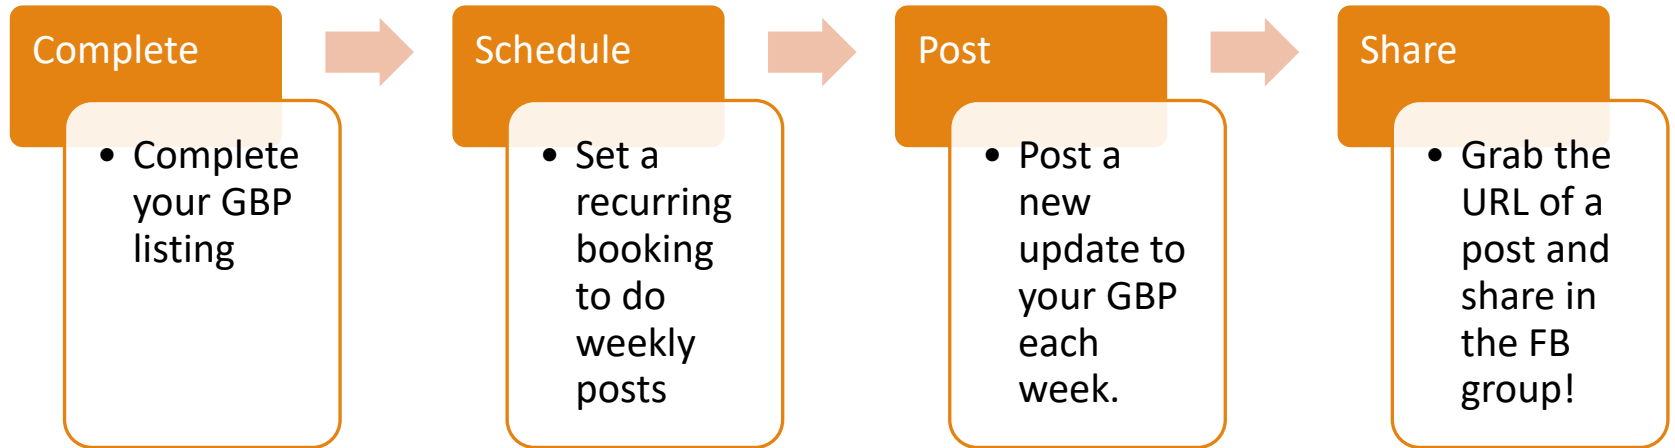 Complete
• Complete
your GBP
listing
Schedule
• Set a
recurring
booking
to do
weekly
posts
Post
• Post a
new
update to
your GBP
each
week.
Share
• Grab the
URL of a
post and
share in
the FB
group!